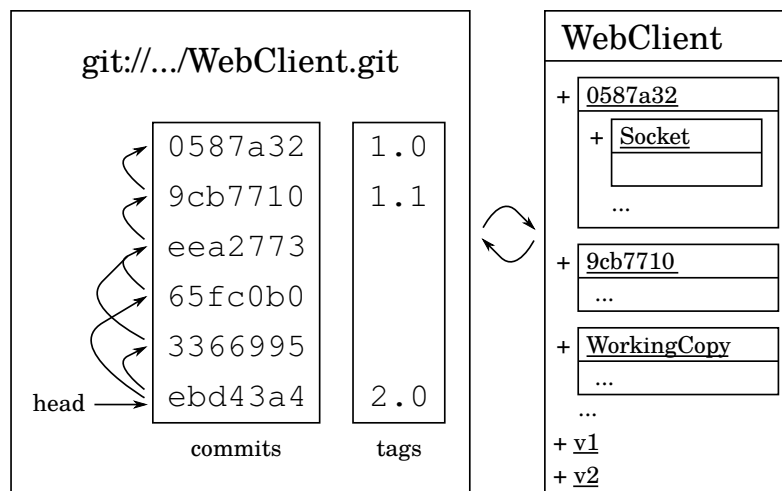 git://.../WebClient.git
0587a32 1.0
9cb7710 1.1
eea2773
65fc0b0
3366995
head ebd43a4 2.0
commits tags
WebClient
+ 0587a32
+ Socket
...
+ 9cb7710
...
+ WorkingCopy
...
...
+ v1
+ v2